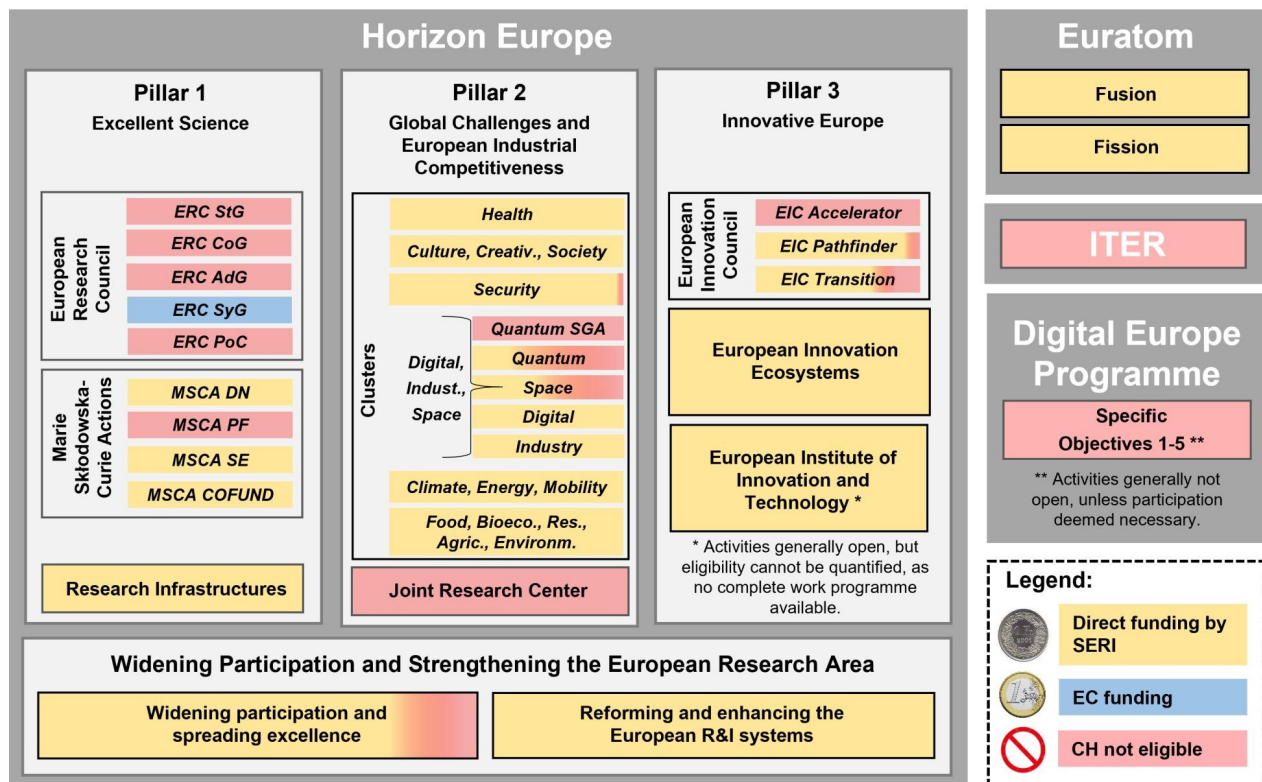 Horizon Europe
Pillar 1
Excellent Science
European
Research
Council
ERC StG
ERC CoG
ERC AdG
ERC SyG
ERC PoC
Marie
Skłodowska-
Curie Actions
MSCA DN
MSCA PF
MSCA SE
MSCA COFUND
Research Infrastructures
Pillar 2
Global Challenges and
European Industrial
Competitiveness
Clusters
Health
Culture, Creativ., Society
Security
Digital,
Indust.,
Space
Quantum SGA
Quantum
Space
Digital
Industry
Climate, Energy, Mobility
Food, Bioeco., Res.,
Agric., Environm.
Joint Research Center
Pillar 3
Innovative Europe
European
Innovation
Council
EIC Accelerator
EIC Pathfinder
EIC Transition
European Innovation
Ecosystems
European Institute of
Innovation and
Technology *
* Activities generally open, but
eligibility cannot be quantified, as
no complete work programme
available.
Widening Participation and Strengthening the European Research Area
Widening participation and
spreading excellence
Reforming and enhancing the
European R&I systems
Euratom
Fusion
Fission
ITER
Digital Europe
Programme
Specific
Objectives 1-5 **
** Activities generally not
open, unless participation
deemed necessary.
Legend:
Direct funding by
SERI
EC funding
CH not eligible